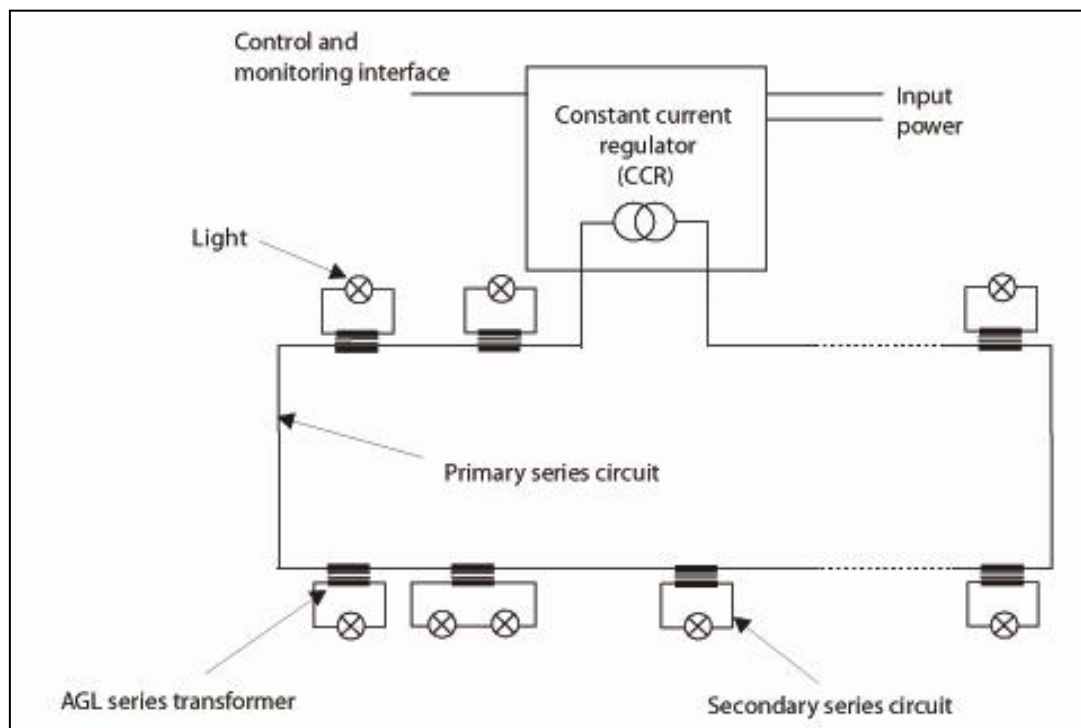 Control and
monitoring interface
Constant current
regulator
(CCR)
Input
power
Light
Primary series circuit
AGL series transformer
Secondary series circuit